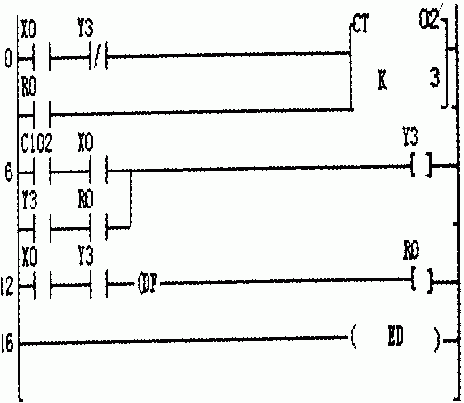 X0 Y3 CT 02
0 K 3
R0
C102 X0 Y3
6
Y3 R0
X0 Y3 R0
12 (DF
16 ( ED )